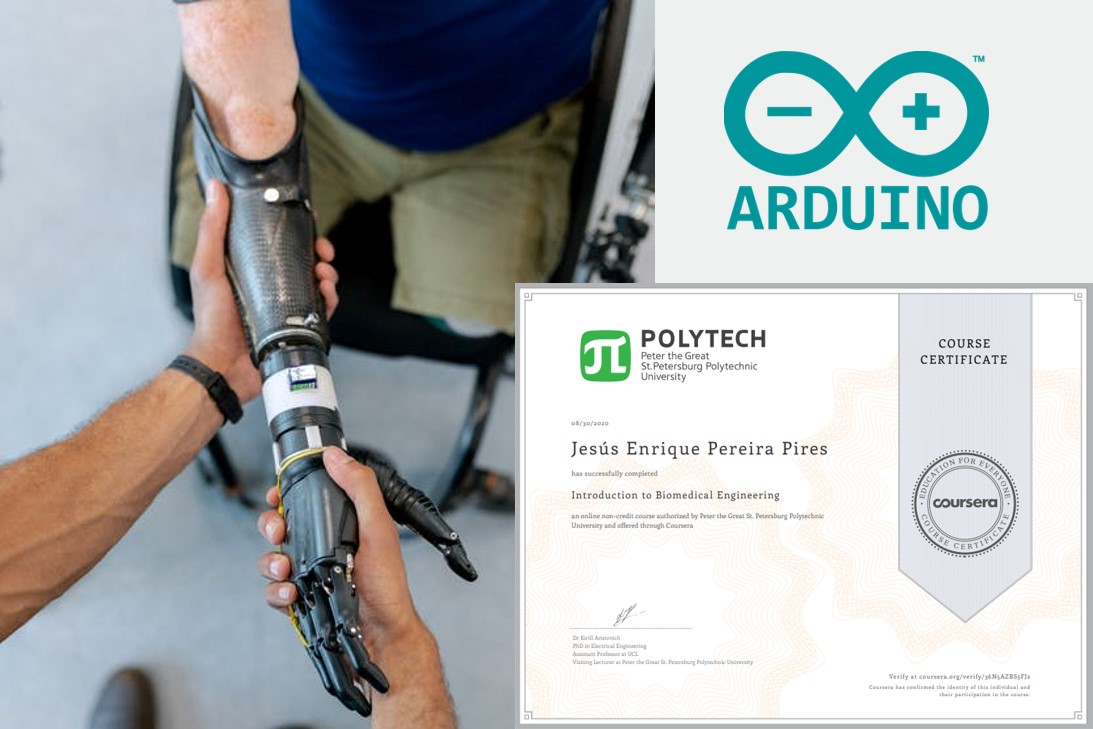 TM
ARDUINO
POLYTECH
Peter the Great
St.Petersburg Polytechnic
University
COURSE
CERTIFICATE
08/30/2020
Jesús Enrique Pereira Pires
has successfully completed
Introduction to Biomedical Engineering
an online non-credit course authorized by Peter the Great St. Petersburg Polytechnic
University and offered through Coursera
EDUCATION FOR EVERYONE
coursera
COURSE CERTIFICATE
PhD in Electrical Engineering
Assistant Professor at UCL
Visiting Lecturer at Peter the Great St. Petersburg Polytechnic University
Verify at coursera.org/verify/
Coursera has confirmed the identity of this individual and
their participation in the course.